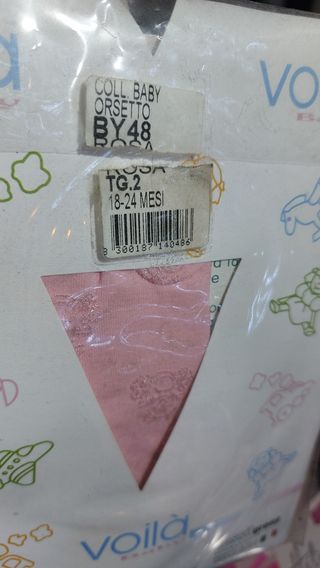 voilà
COLL. BABY
ORSETTO
BY48
ROSA
ROSA
TG.2
18-24 MESI
8 300187 140486
voilà